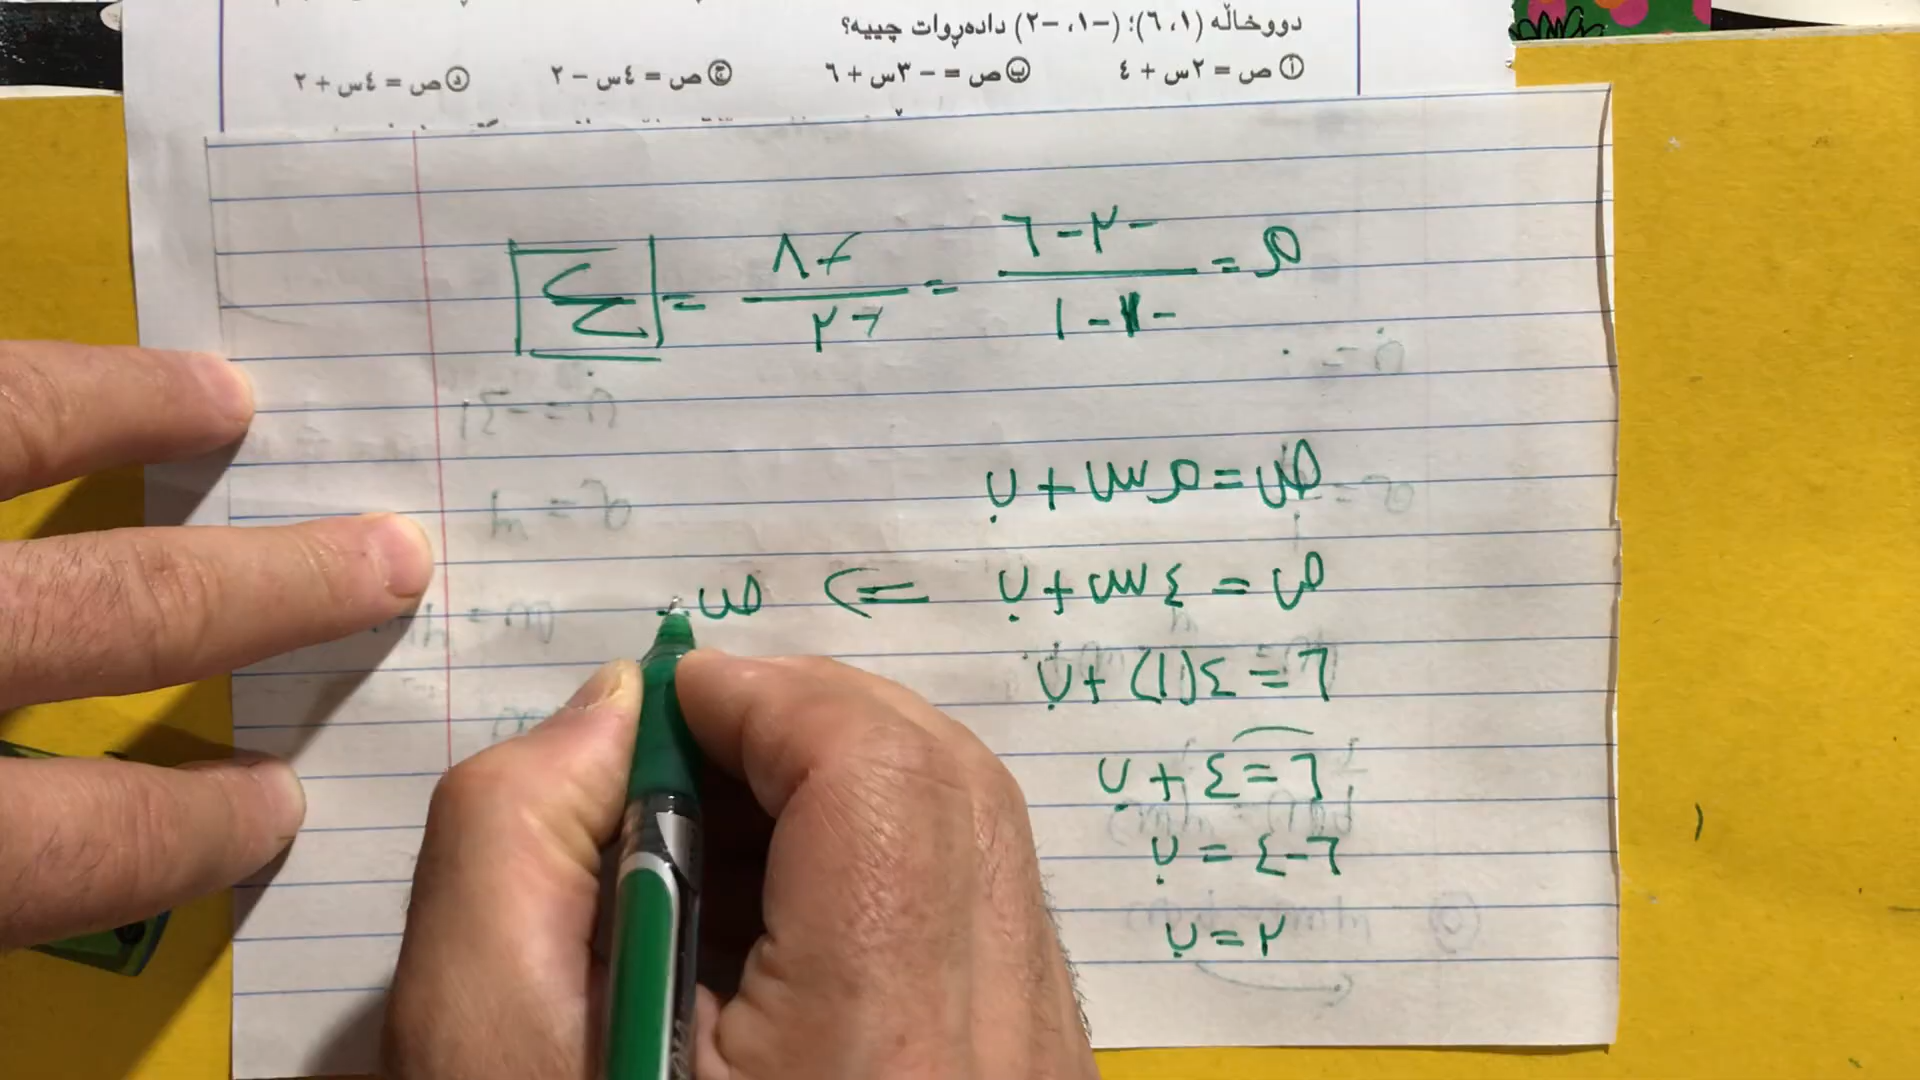 دووخاڵە (١، ٦)؛ (−١، −٢) دادەڕوات چییە؟
أ ص = ٢س + ٤ ب ص = − ٣س + ٦ ج ص = ٤س − ٢ د ص = ٤س + ٢
م = -٢-٦ / -١-١ = -٨ / -٢ = ٤
ص = م س + ب
ص = ٤س + ب ⇐ ص =
٦ = ٤(١) + ب
٦ = ٤ + ب
٦-٤ = ب
٢ = ب